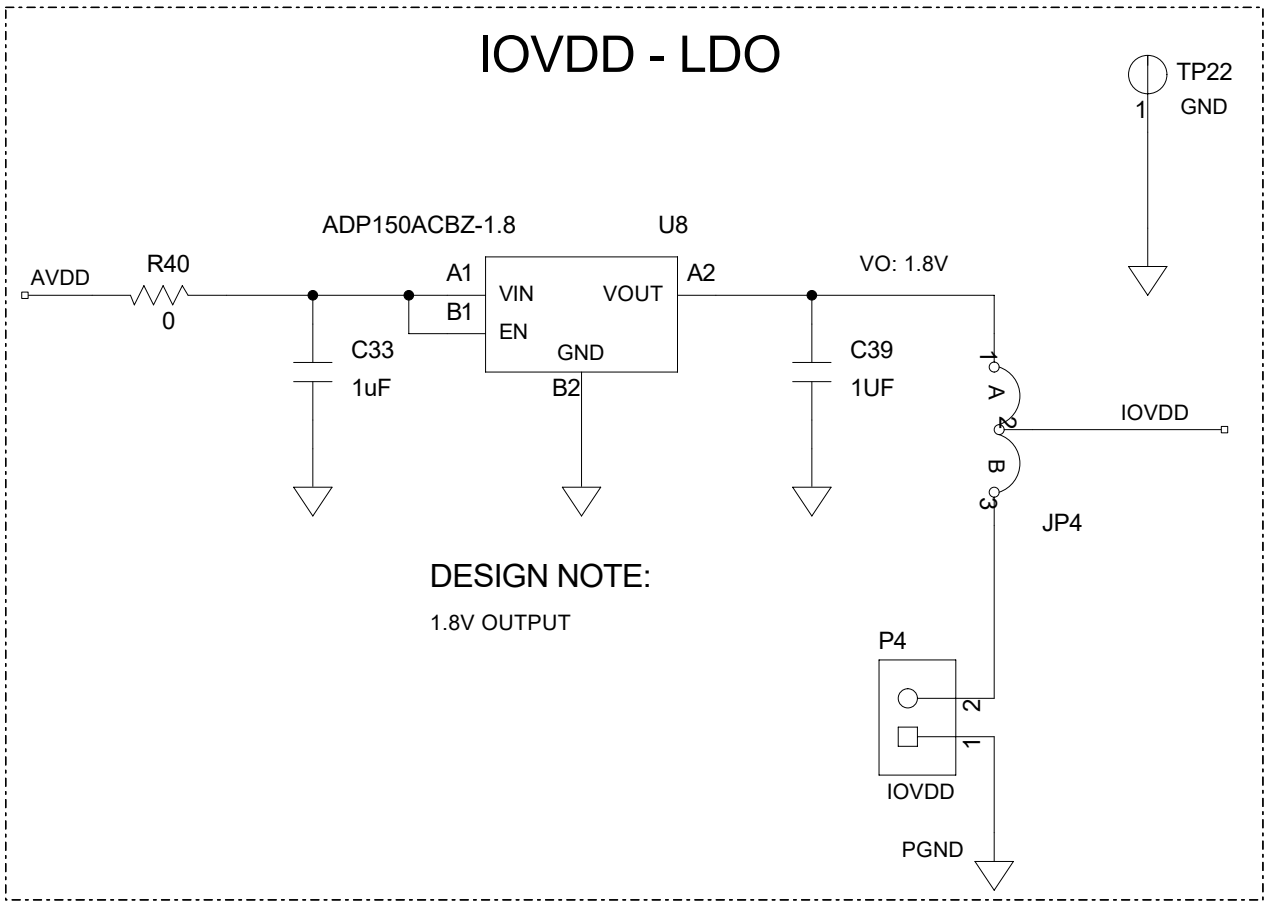 IOVDD - LDO
TP22
1
GND
ADP150ACBZ-1.8
U8
AVDD
R40
0
A1
VIN
VOUT
A2
VO: 1.8V
B1
EN
GND
B2
C33
1uF
C39
1UF
1
A
2
IOVDD
B
3
JP4
DESIGN NOTE:
1.8V OUTPUT
P4
2
1
IOVDD
PGND